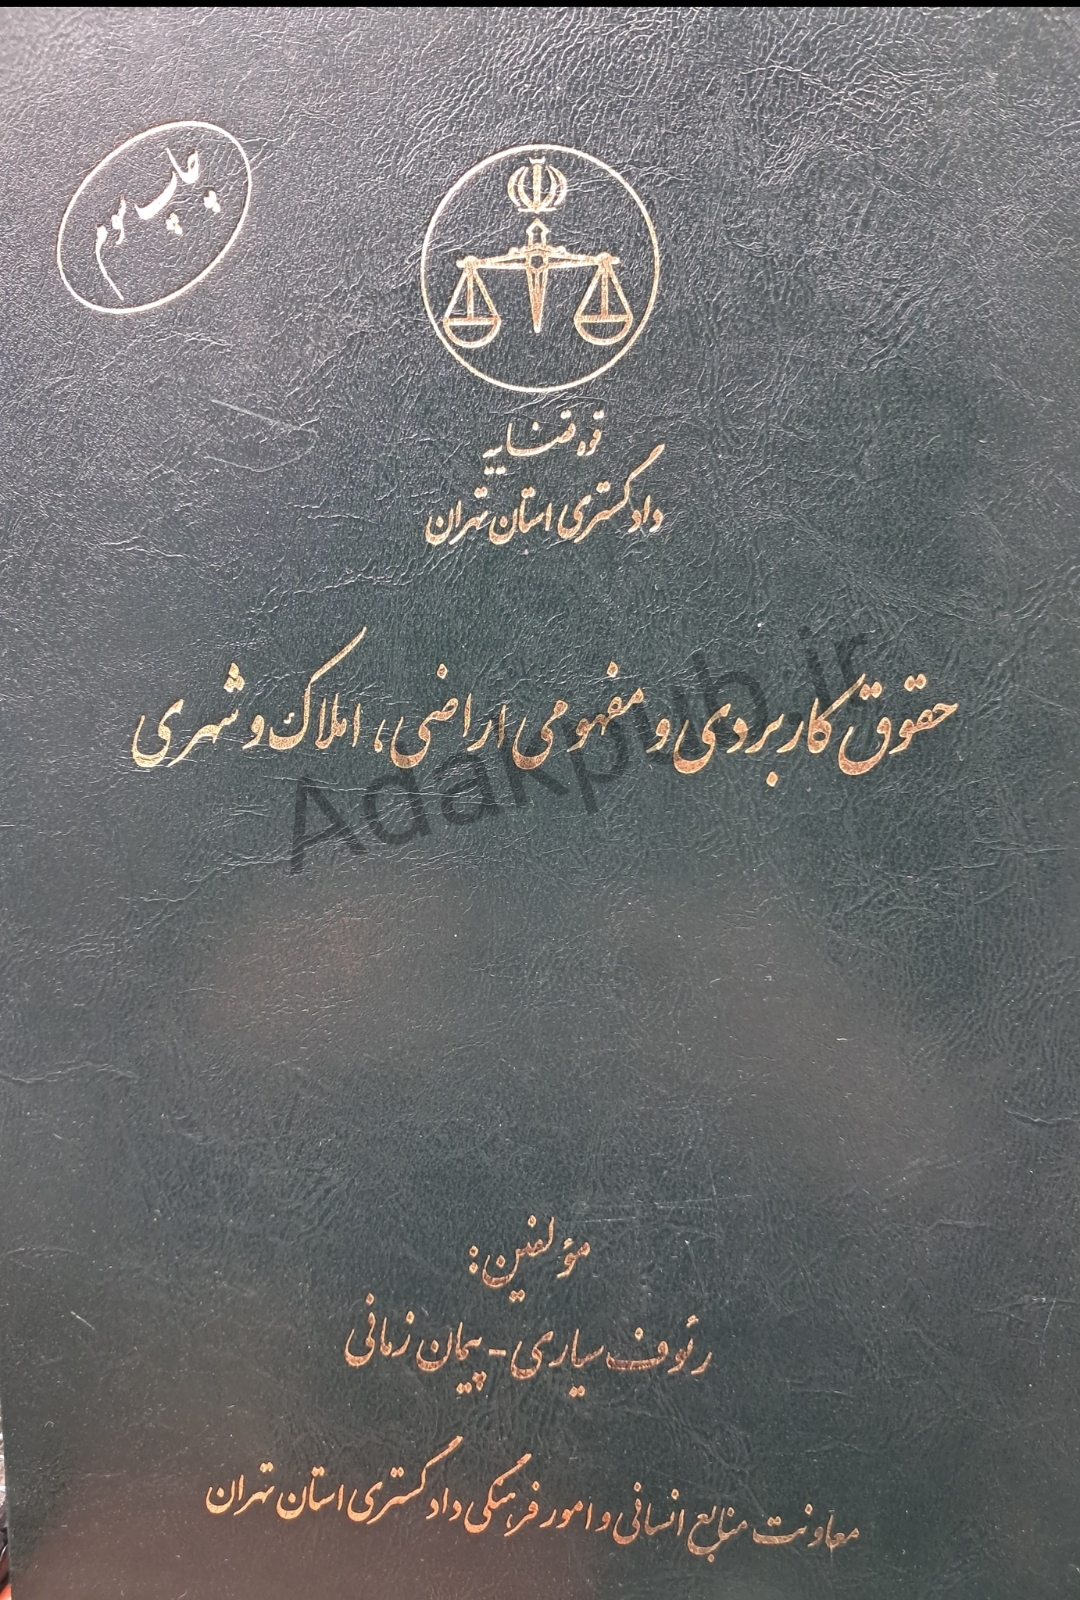 چاپ سوم
قوه قضاییه
دادگستری استان تهران
حقوق کاربردی و مفهومی اراضی، املاک و شهری
Adakpub.ir
مؤلفین:
رئوف سیاری - پیمان زمانی
معاونت منابع انسانی و امور فرهنگی دادگستری استان تهران